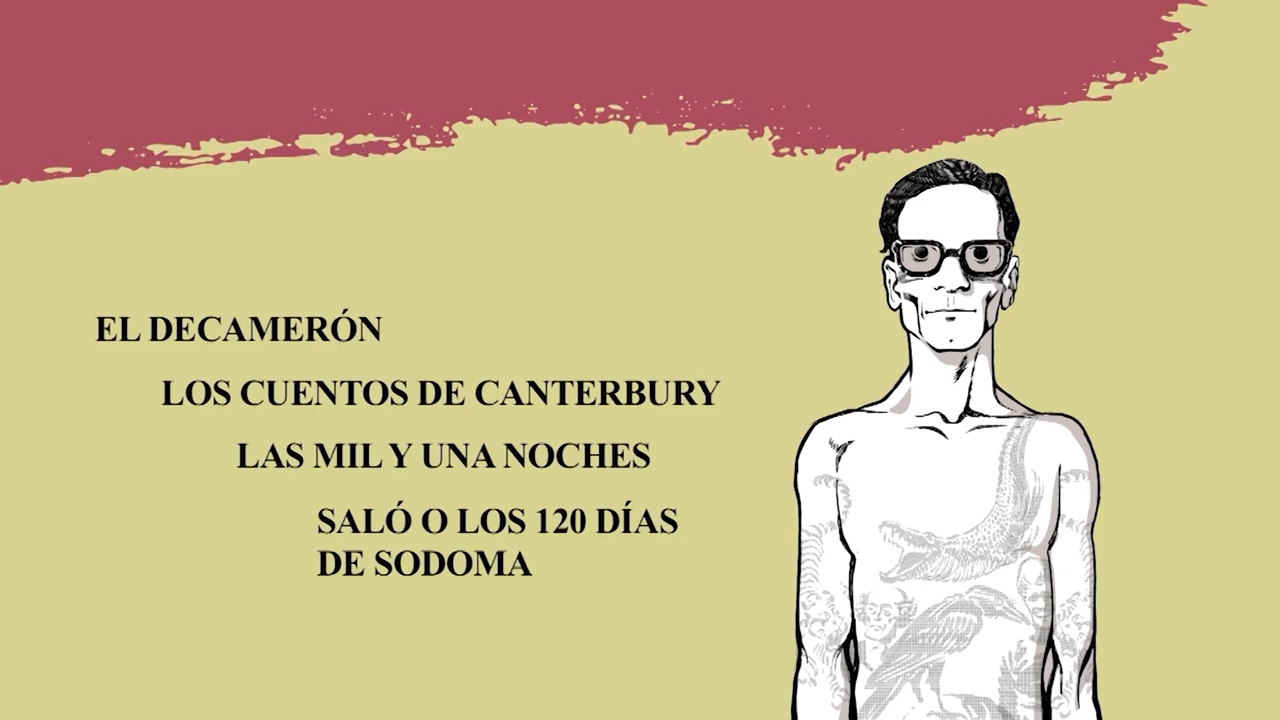 EL DECAMERÓN
LOS CUENTOS DE CANTERBURY
LAS MIL Y UNA NOCHES
SALÓ O LOS 120 DÍAS
DE SODOMA